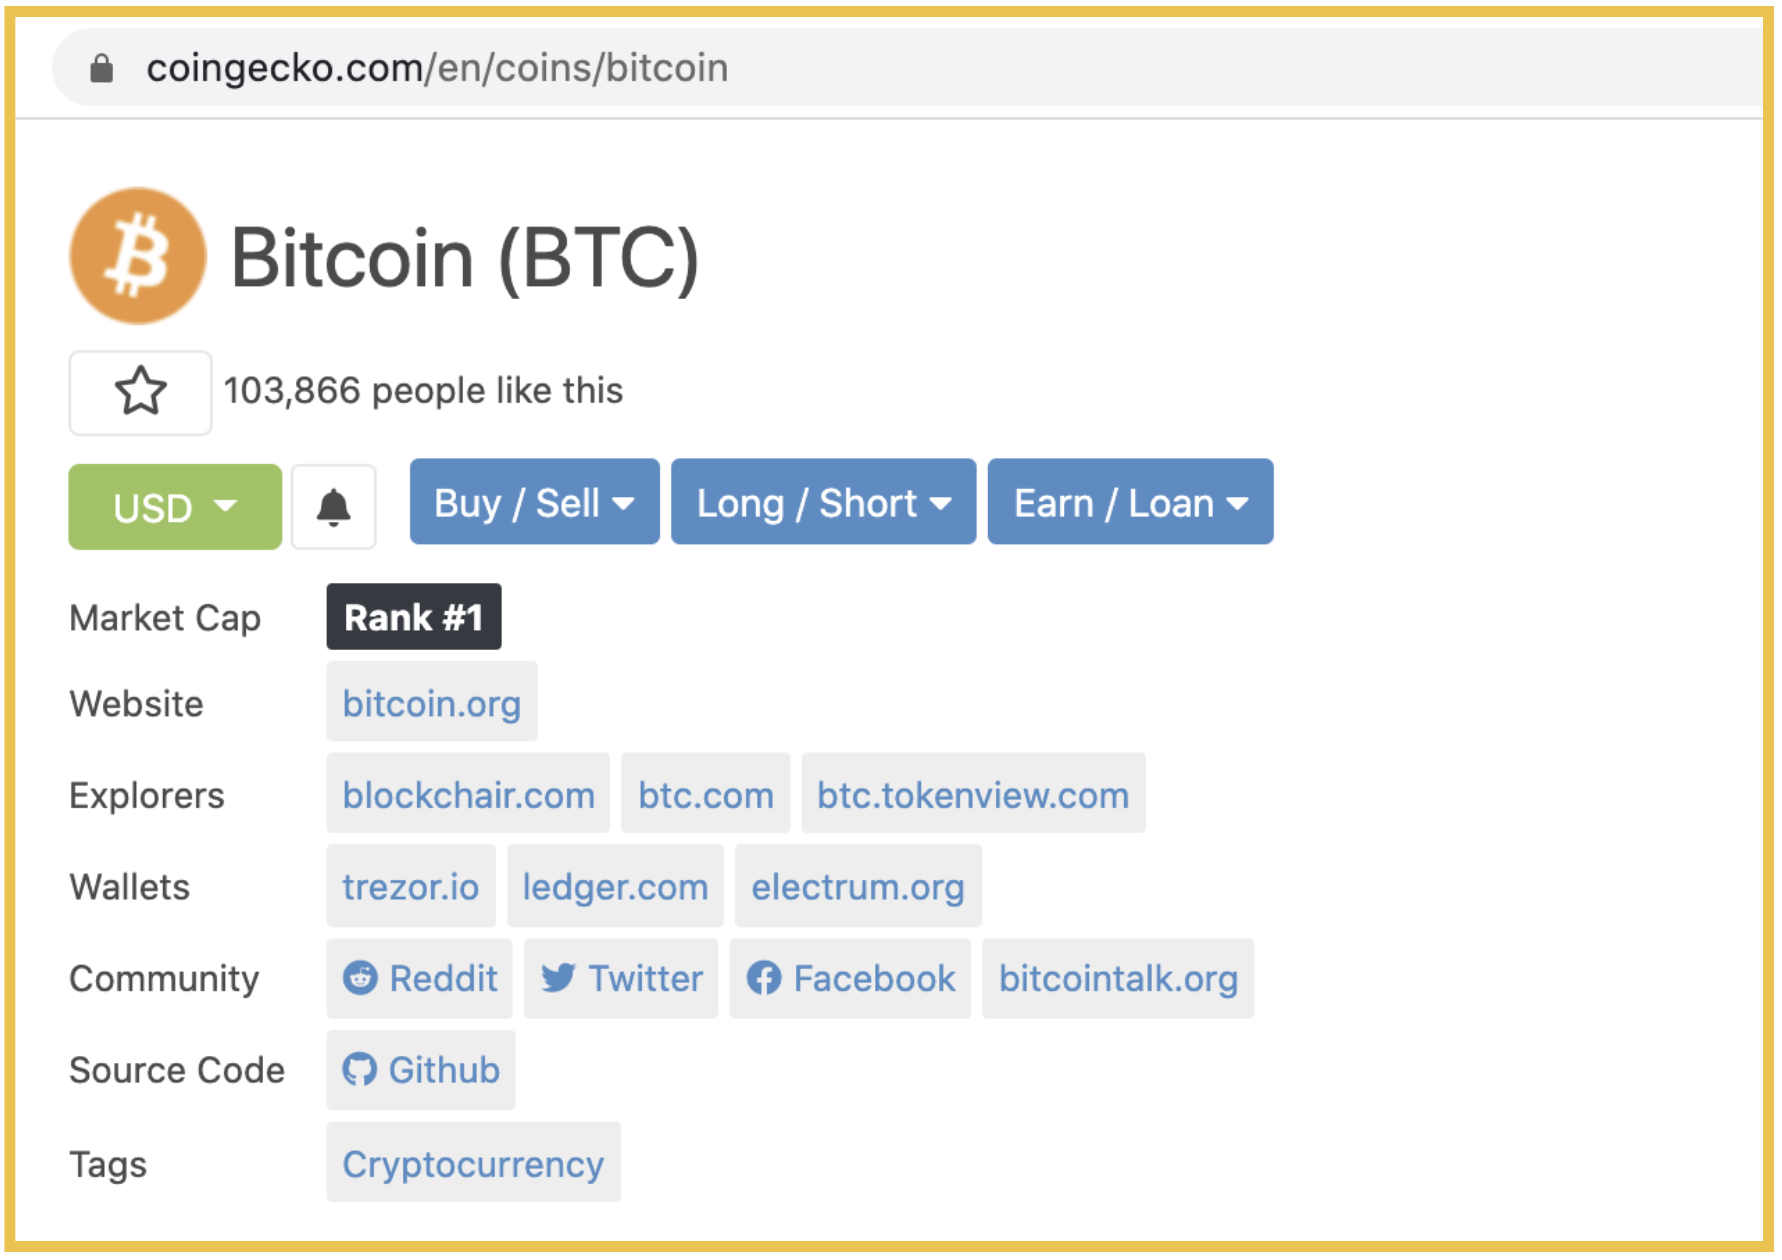 coingecko.com/en/coins/bitcoin
Bitcoin (BTC)
103,866 people like this
USD Buy / Sell Long / Short Earn / Loan
Market Cap Rank #1
Website bitcoin.org
Explorers blockchair.com btc.com btc.tokenview.com
Wallets trezor.io ledger.com electrum.org
Community Reddit Twitter Facebook bitcointalk.org
Source Code Github
Tags Cryptocurrency